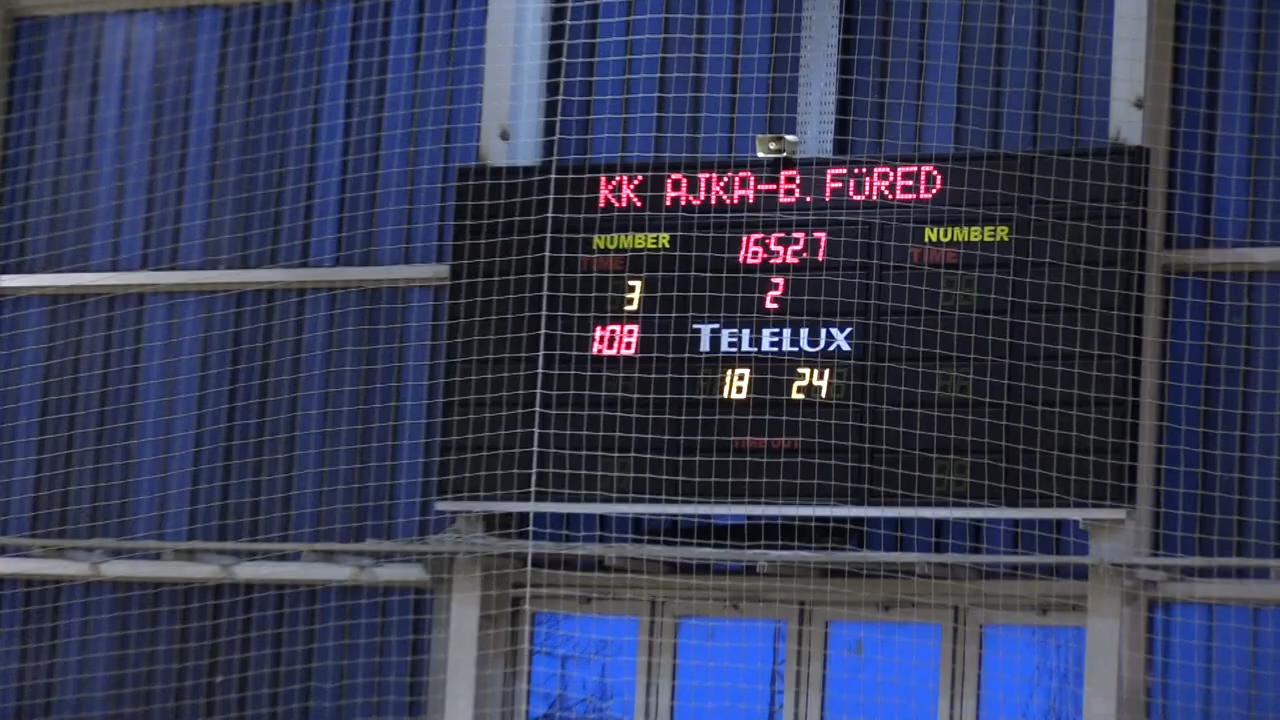 KK AJKA-B. FüRED
NUMBER 16:52.7 NUMBER
TIME TIME
3 2
1:08 TELELUX
18 24
TIME OUT